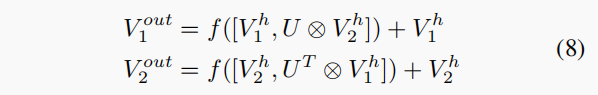 V_1^{out} = f([V_1^h, U ⊗ V_2^h]) + V_1^h
V_2^{out} = f([V_2^h, U^T ⊗ V_1^h]) + V_2^h
(8)